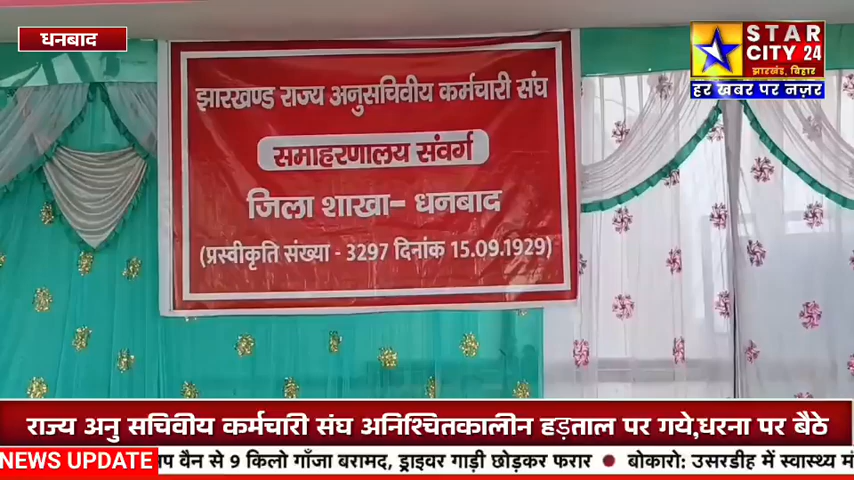 धनबाद
STAR
CITY 24
झारखंड, बिहार
हर खबर पर नज़र
झारखण्ड राज्य अनुसचिवीय कर्मचारी संघ
समाहरणालय संवर्ग
जिला शाखा- धनबाद
(प्रस्वीकृति संख्या - 3297 दिनांक 15.09.1929)
राज्य अनु सचिवीय कर्मचारी संघ अनिश्चितकालीन हड़ताल पर गये,धरना पर बैठे
NEWS UPDATE
वैन से 9 किलो गाँजा बरामद, ड्राइवर गाड़ी छोड़कर फरार ● बोकारो: उसरडीह में स्वास्थ्य